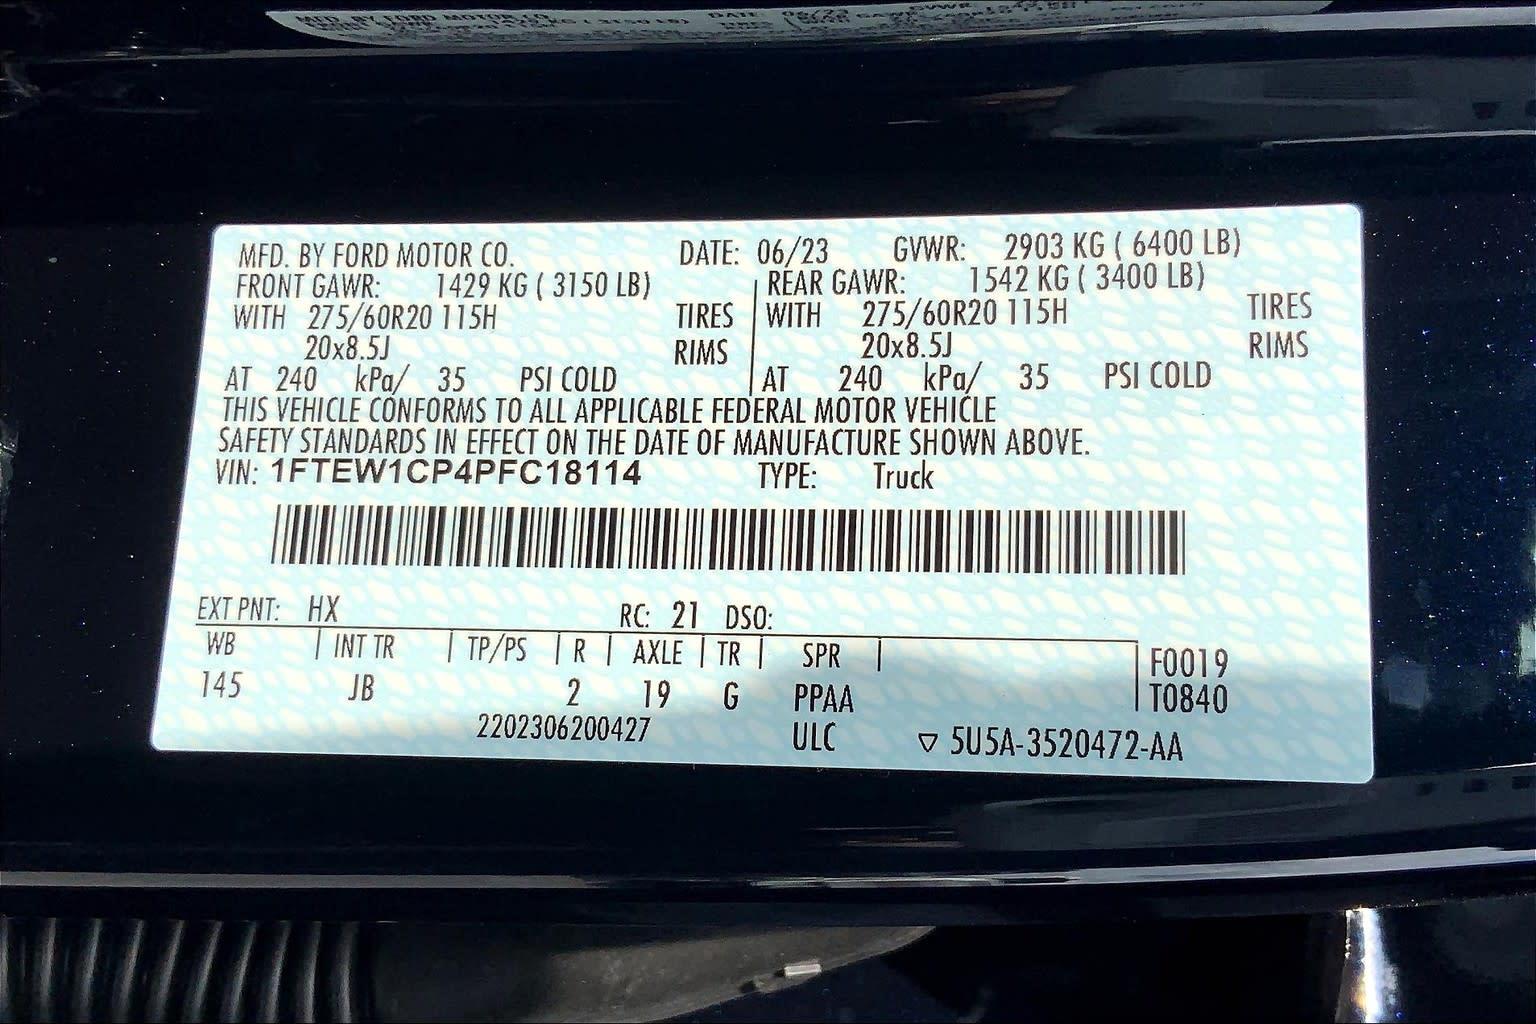 MFD. BY FORD MOTOR CO. DATE: 06/23 GVWR: 2903 KG ( 6400 LB)
FRONT GAWR: 1429 KG ( 3150 LB) REAR GAWR: 1542 KG ( 3400 LB)
WITH 275/60R20 115H TIRES WITH 275/60R20 115H TIRES
20x8.5J RIMS 20x8.5J RIMS
AT 240 kPa/ 35 PSI COLD AT 240 kPa/ 35 PSI COLD
THIS VEHICLE CONFORMS TO ALL APPLICABLE FEDERAL MOTOR VEHICLE
SAFETY STANDARDS IN EFFECT ON THE DATE OF MANUFACTURE SHOWN ABOVE.
VIN: 1FTEW1CP4PFC18114 TYPE: Truck
EXT PNT: HX RC: 21 DSO:
WB INT TR TP/PS R AXLE TR SPR F0019
145 JB 2 19 G PPAA T0840
2202306200427 ULC ▽ 5U5A-3520472-AA